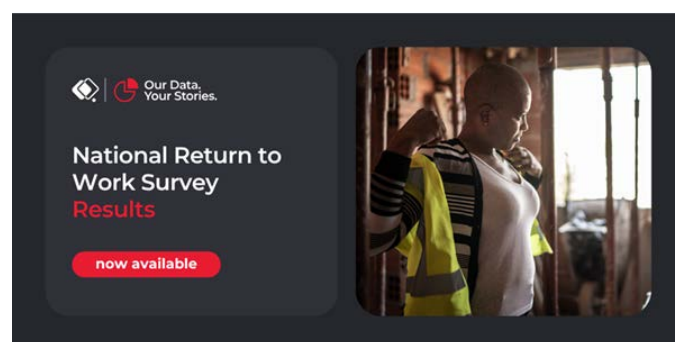 Our Data.
Your Stories.
National Return to
Work Survey
Results
now available